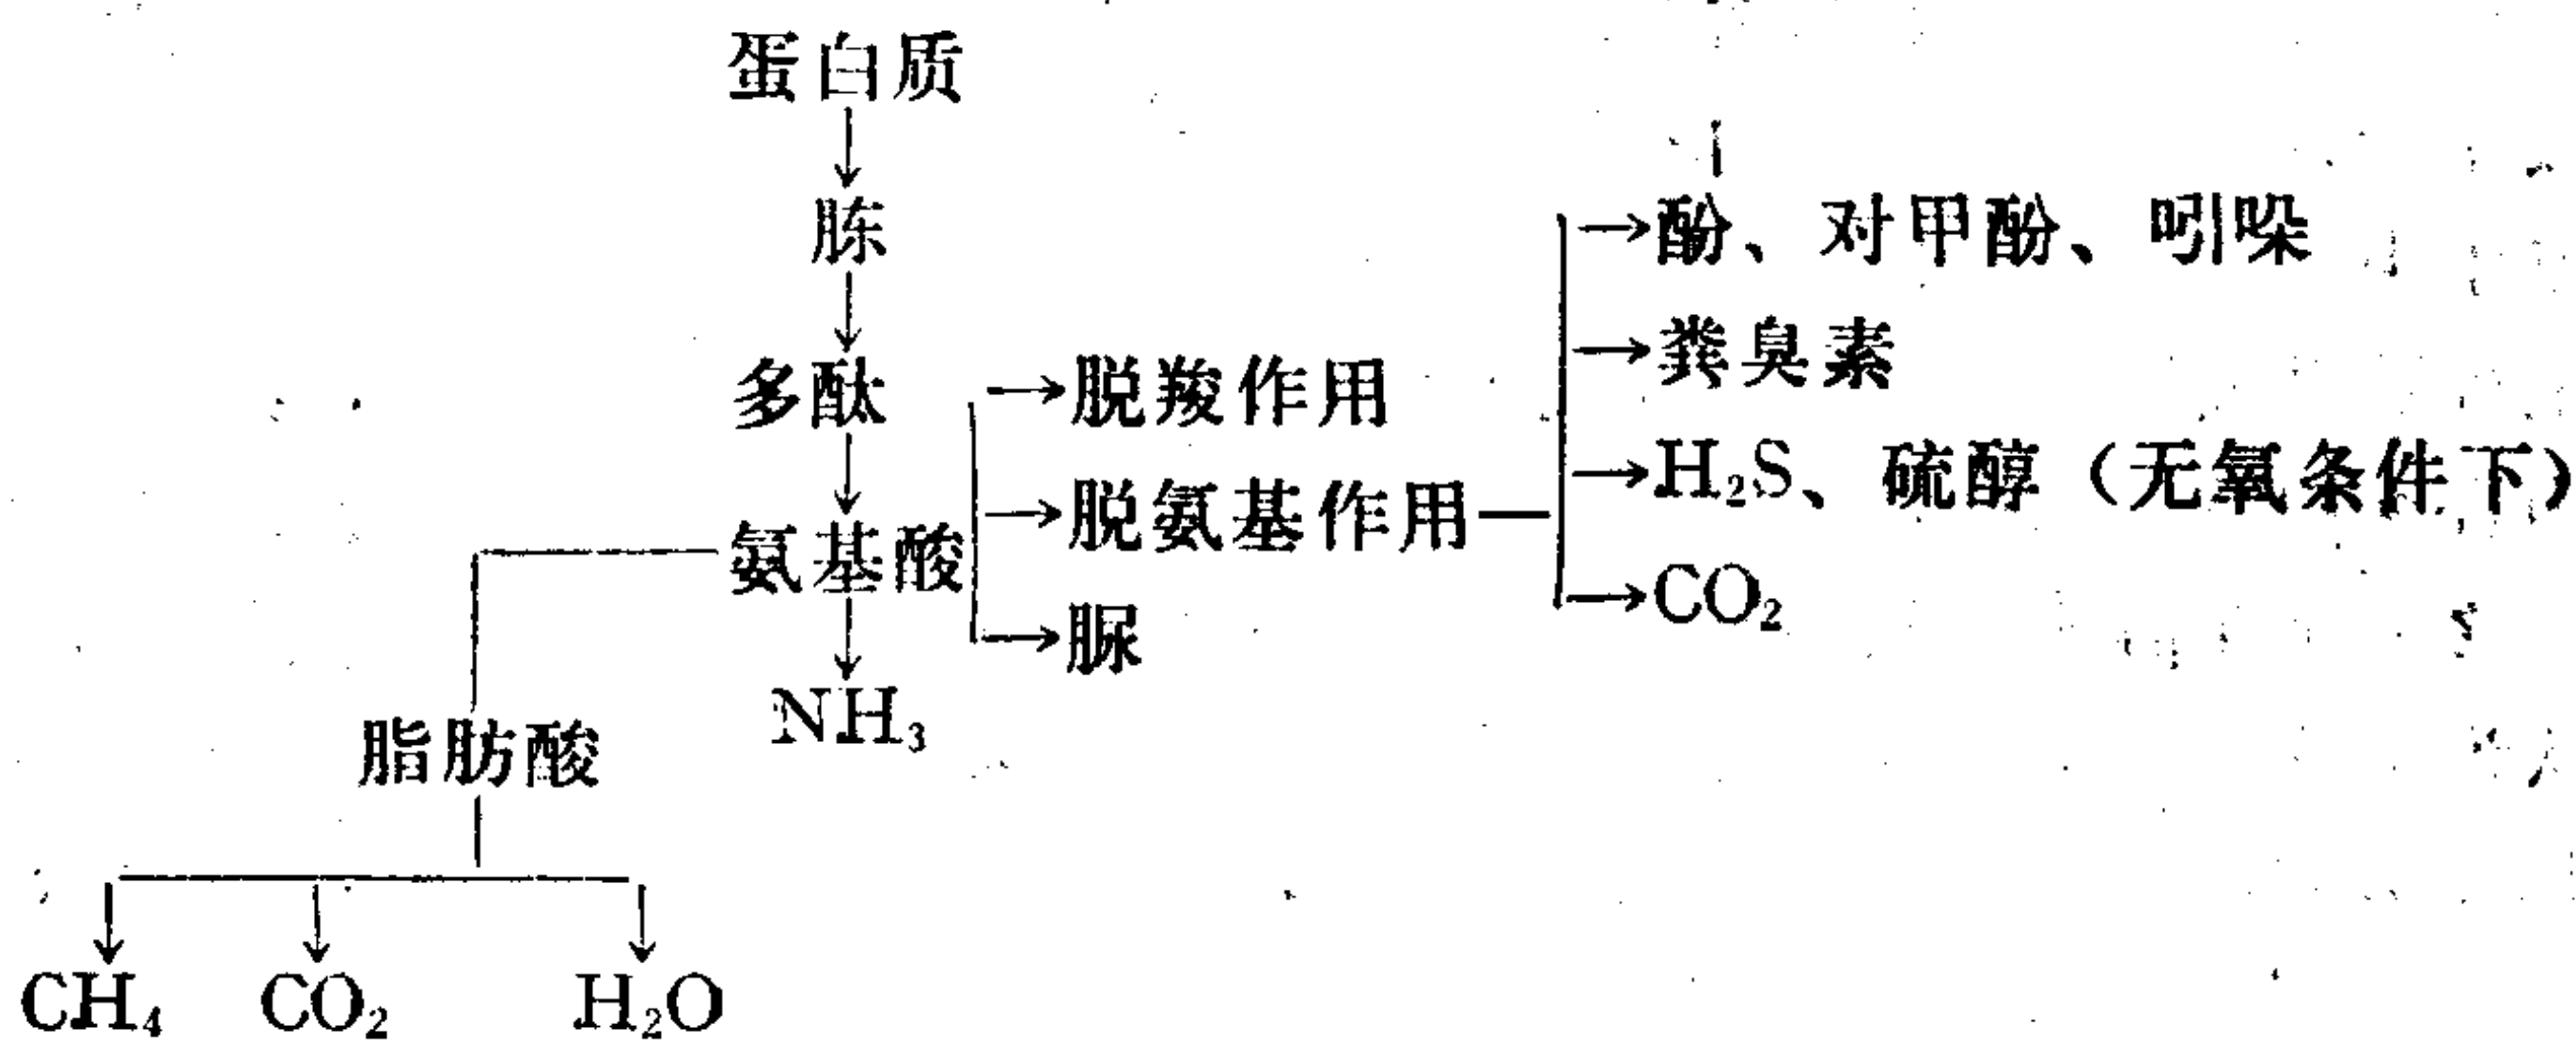 蛋白质
胨
多酞
氨基酸
NH₃
→脱羧作用
→脱氨基作用
→脲
→酚、对甲酚、吲哚
→粪臭素
→H₂S、硫醇（无氧条件下）
→CO₂
脂肪酸
CH₄ CO₂ H₂O